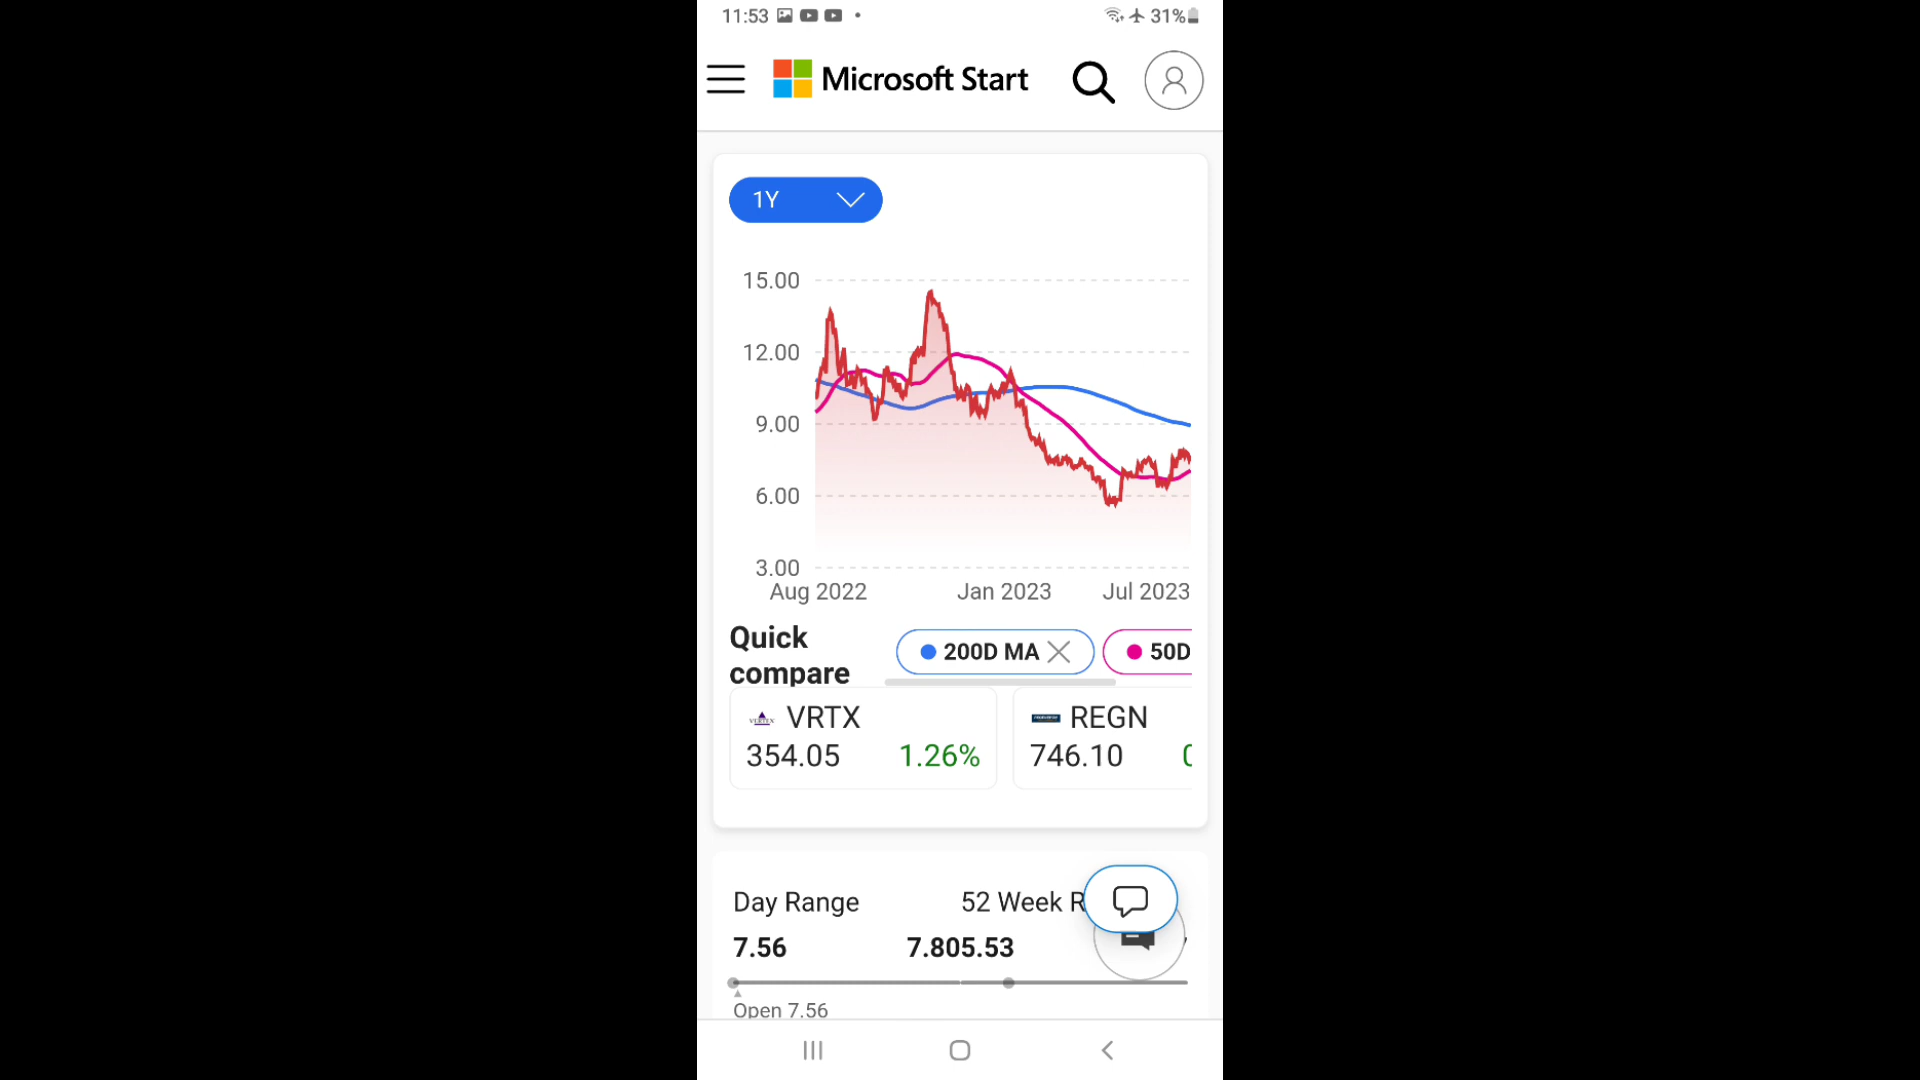 11:53 31%
Microsoft Start
1Y
15.00
12.00
9.00
6.00
3.00
Aug 2022 Jan 2023 Jul 2023
Quick
compare
200D MA 50D
VRTX REGN
354.05 1.26% 746.10
Day Range 52 Week R
7.56 7.805.53
Open 7.56